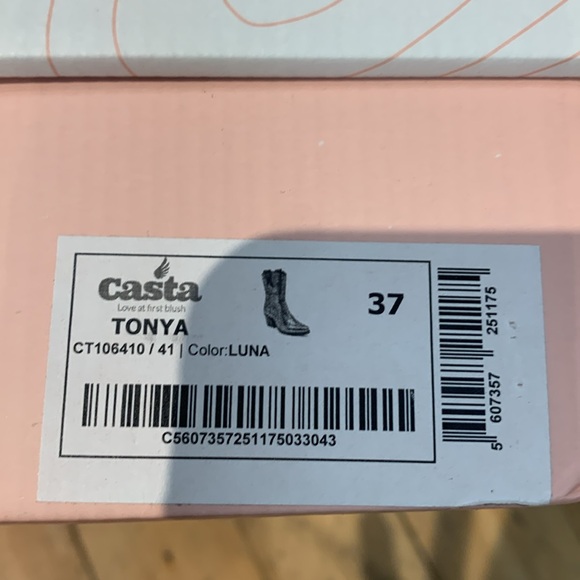 casta
Love at first blush
TONYA
37
CT106410 / 41 | Color:LUNA
C5607357251175033043
5 607357 251175